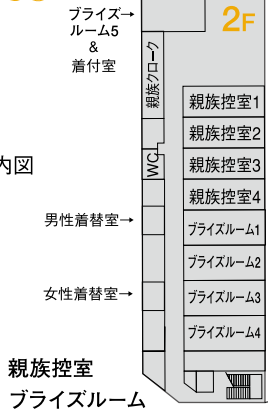 2F
ブライズ→
ルーム5
&
着付室
親族クローク
親族控室1
親族控室2
WC
親族控室3
内図
親族控室4
男性着替室→
ブライズルーム1
ブライズルーム2
女性着替室→
ブライズルーム3
ブライズルーム4
親族控室
ブライズルーム